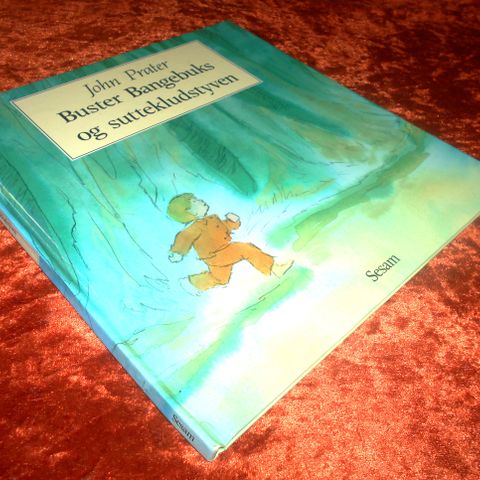 John Prater
Buster Bangebuks
og suttekludstyven
Sesam
Sesam